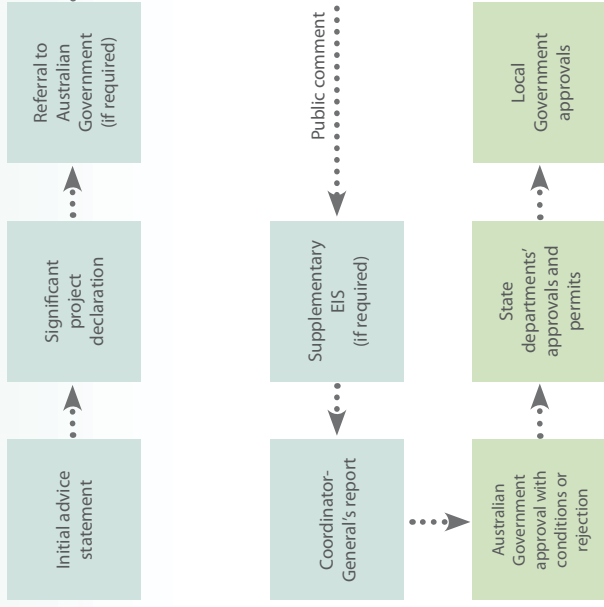 Initial advice
statement
Significant
project
declaration
Referral to
Australian
Government
(if required)
Public comment
Supplementary
EIS
(if required)
Coordinator-
General's report
Australian
Government
approval with
conditions or
rejection
State
departments'
approvals and
permits
Local
Government
approvals